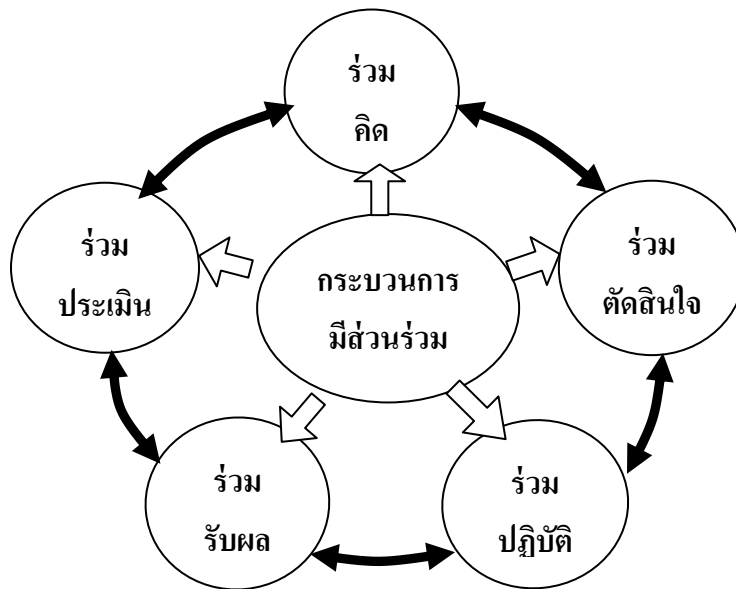 ร่วม
คิด
ร่วม
ประเมิน
กระบวนการ
มีส่วนร่วม
ร่วม
ตัดสินใจ
ร่วม
รับผล
ร่วม
ปฏิบัติ